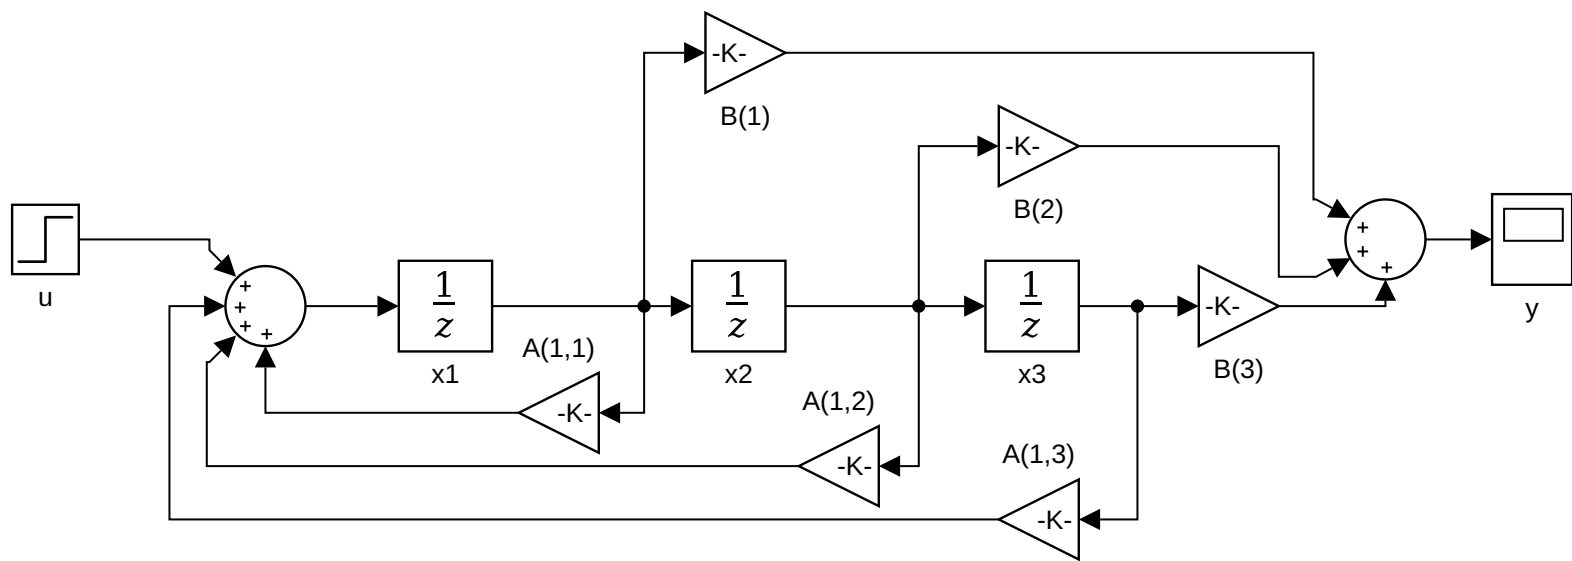 -K-
B(1)
-K-
B(2)
u
+
+
+
+
1
z
x1
1
z
x2
1
z
x3
-K-
B(3)
+
+
+
y
A(1,1)
-K-
A(1,2)
-K-
A(1,3)
-K-